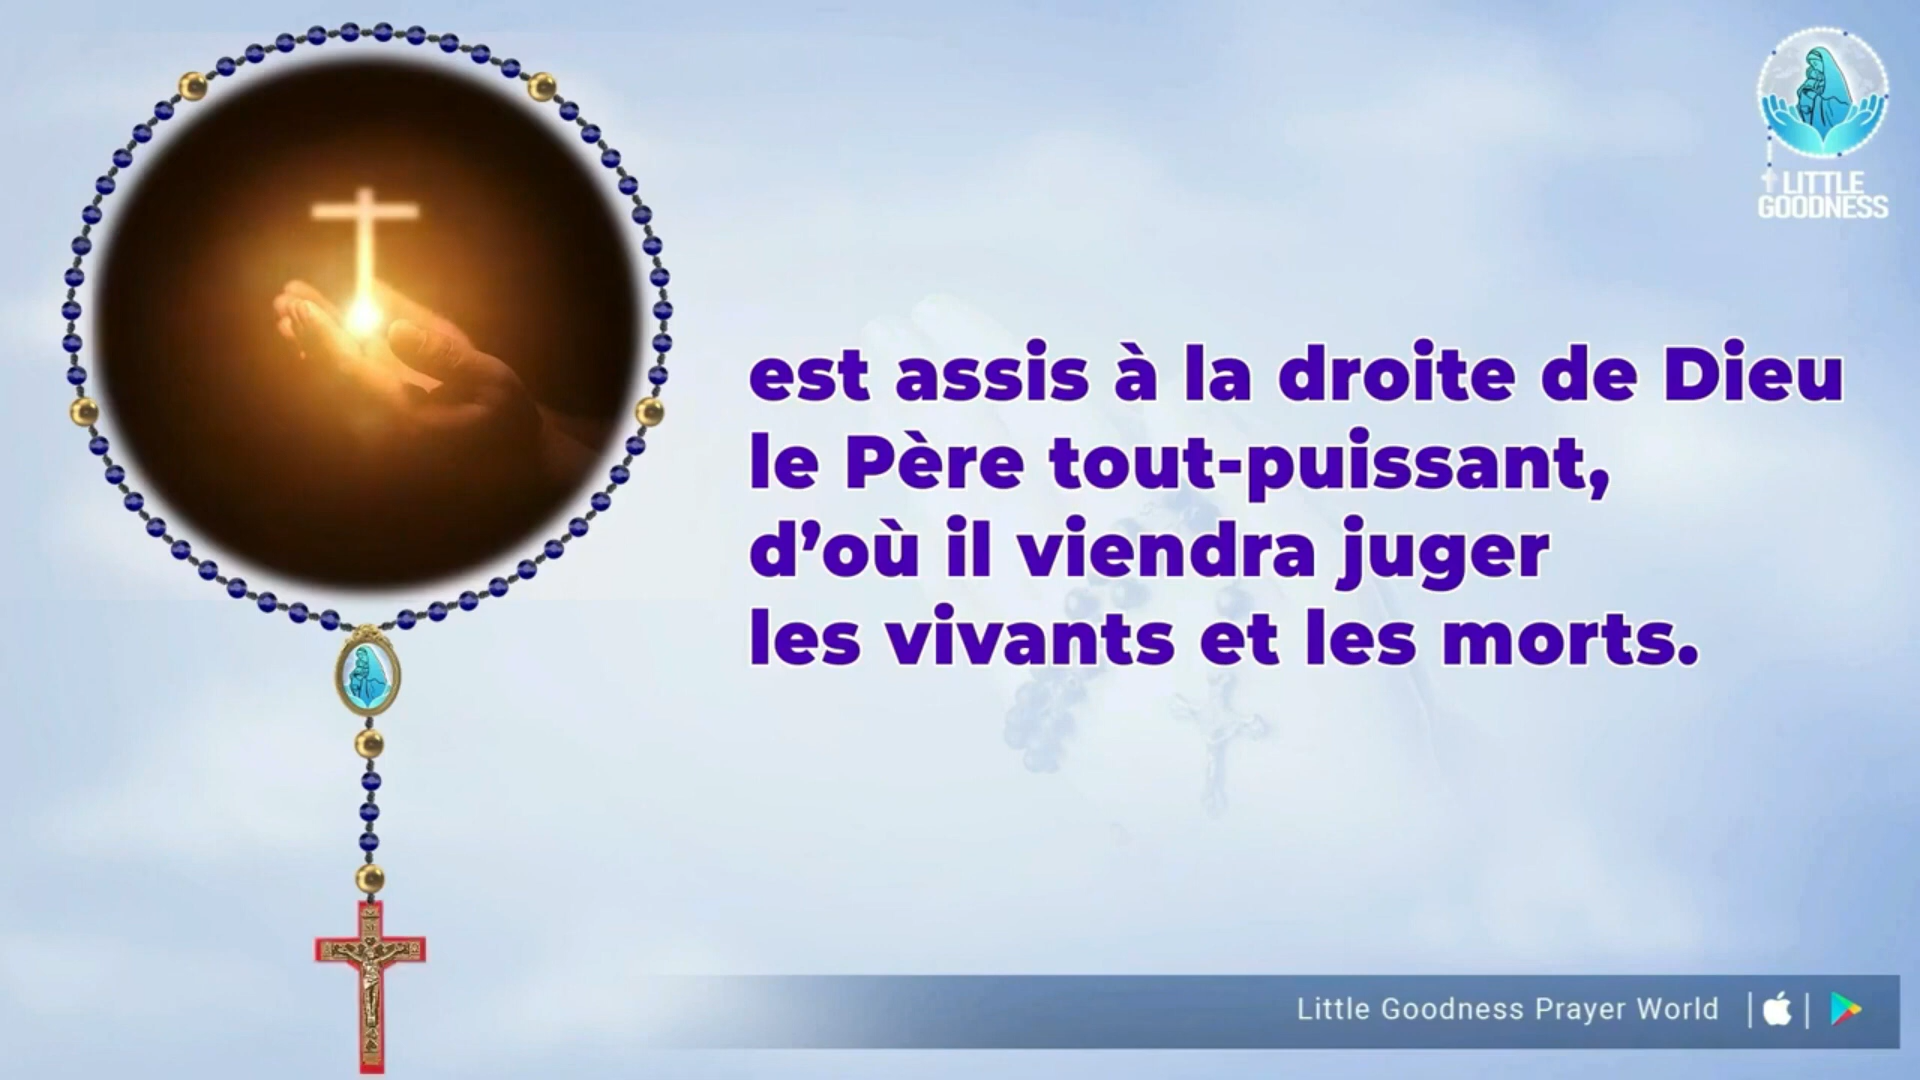 LITTLE
GOODNESS
est assis à la droite de Dieu
le Père tout-puissant,
d’où il viendra juger
les vivants et les morts.
Little Goodness Prayer World